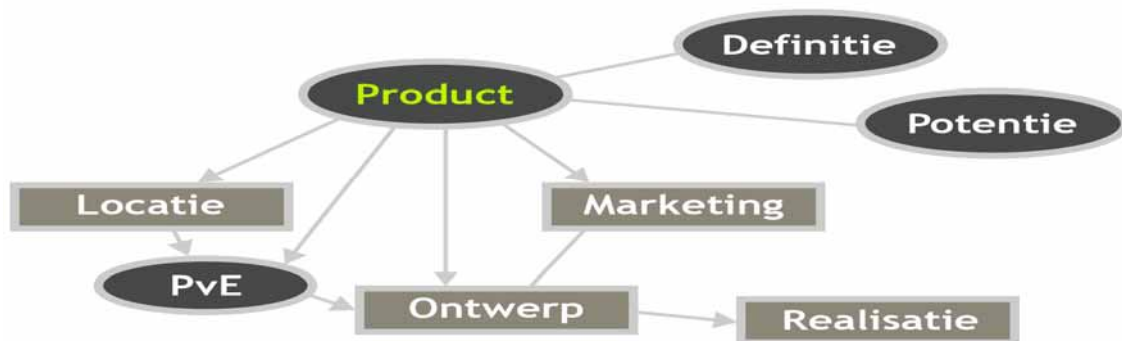 Definitie
Product
Potentie
Locatie
Marketing
PvE
Ontwerp
Realisatie